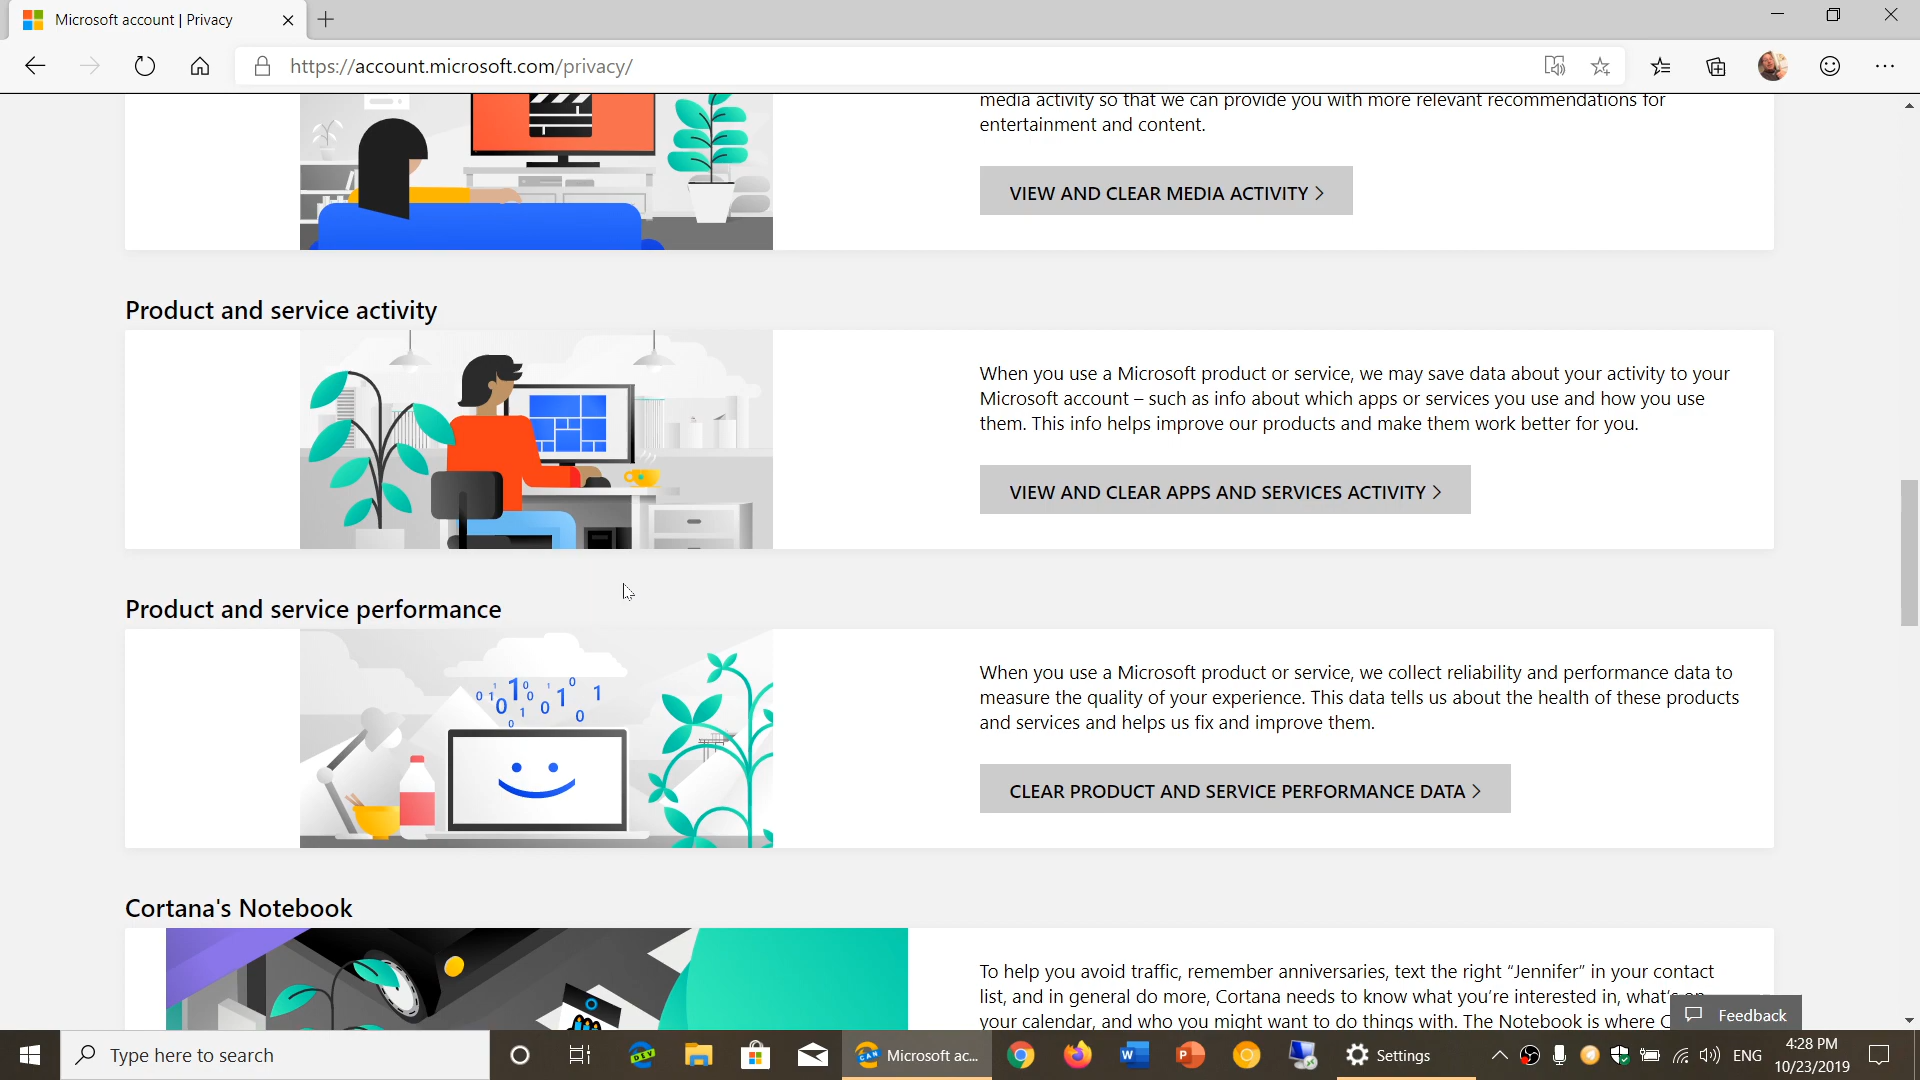 Microsoft account | Privacy
https://account.microsoft.com/privacy/
media activity so that we can provide you with more relevant recommendations for
entertainment and content.
VIEW AND CLEAR MEDIA ACTIVITY >
Product and service activity
When you use a Microsoft product or service, we may save data about your activity to your
Microsoft account – such as info about which apps or services you use and how you use
them. This info helps improve our products and make them work better for you.
VIEW AND CLEAR APPS AND SERVICES ACTIVITY >
Product and service performance
When you use a Microsoft product or service, we collect reliability and performance data to
measure the quality of your experience. This data tells us about the health of these products
and services and helps us fix and improve them.
CLEAR PRODUCT AND SERVICE PERFORMANCE DATA >
Cortana's Notebook
To help you avoid traffic, remember anniversaries, text the right “Jennifer” in your contact
list, and in general do more, Cortana needs to know what you're interested in, what's on
your calendar, and who you might want to do things with. The Notebook is where C
Feedback
Type here to search
DEV
CAN
Microsoft ac...
Settings
ENG
4:28 PM
10/23/2019